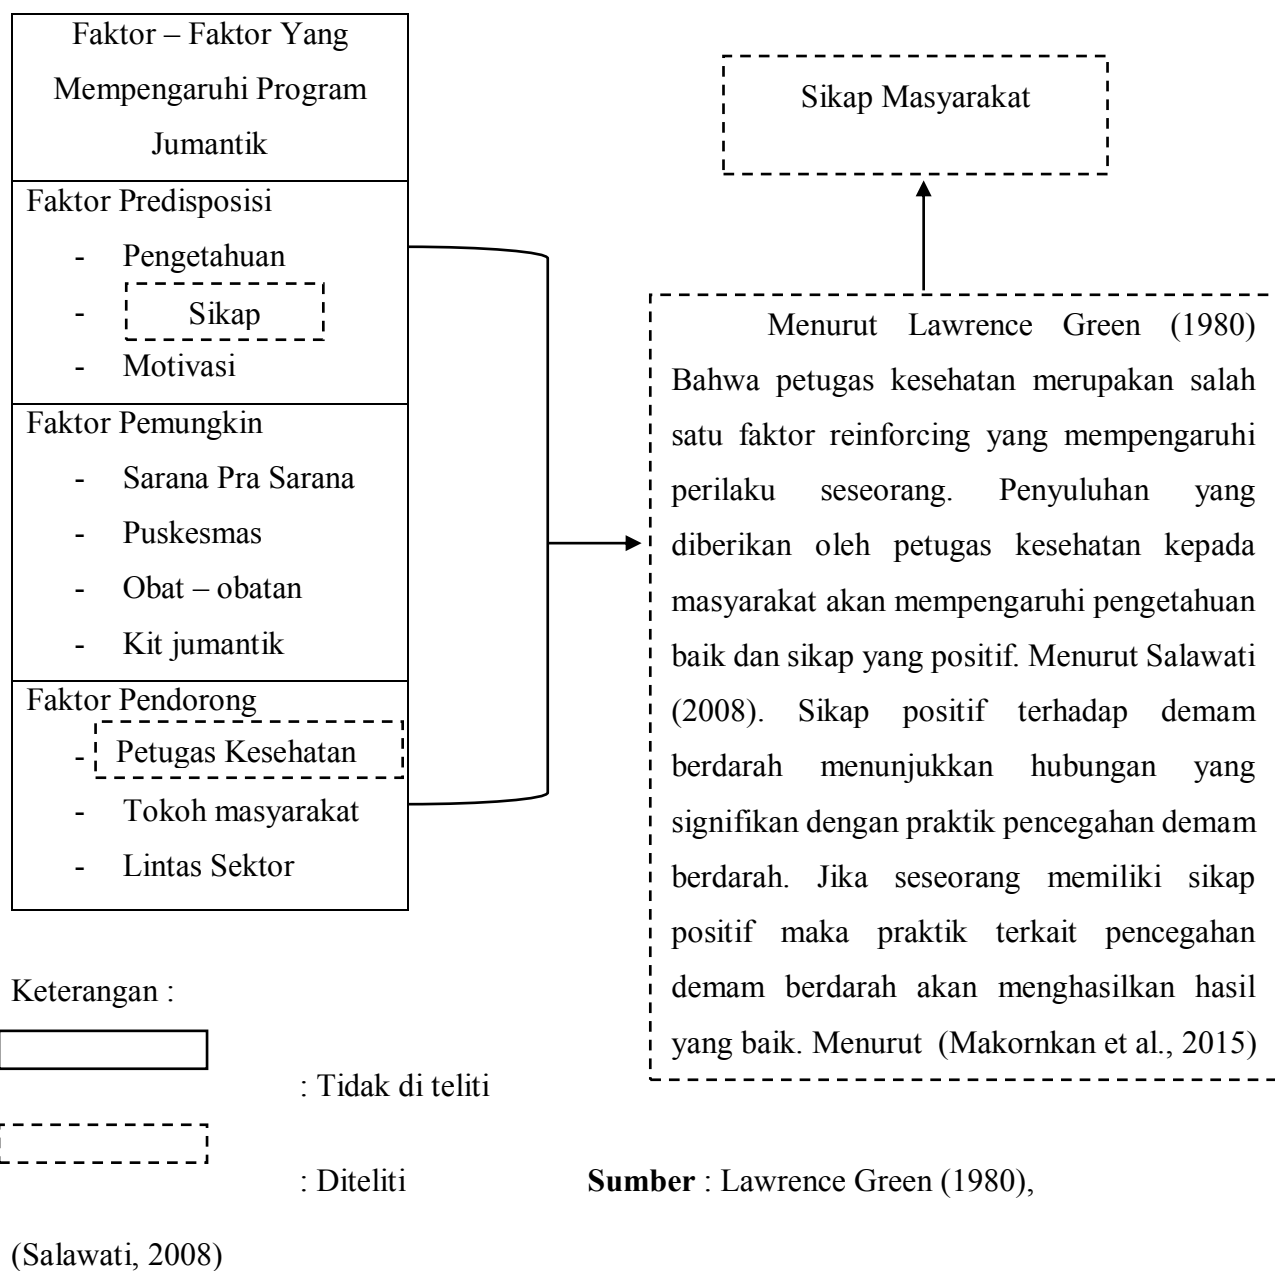 Faktor – Faktor Yang
Mempengaruhi Program
Jumantik
Faktor Predisposisi
- Pengetahuan
- Sikap
- Motivasi
Faktor Pemungkin
- Sarana Pra Sarana
- Puskesmas
- Obat – obatan
- Kit jumantik
Faktor Pendorong
- Petugas Kesehatan
- Tokoh masyarakat
- Lintas Sektor
Sikap Masyarakat
Menurut Lawrence Green (1980)
Bahwa petugas kesehatan merupakan salah
satu faktor reinforcing yang mempengaruhi
perilaku seseorang. Penyuluhan yang
diberikan oleh petugas kesehatan kepada
masyarakat akan mempengaruhi pengetahuan
baik dan sikap yang positif. Menurut Salawati
(2008). Sikap positif terhadap demam
berdarah menunjukkan hubungan yang
signifikan dengan praktik pencegahan demam
berdarah. Jika seseorang memiliki sikap
positif maka praktik terkait pencegahan
demam berdarah akan menghasilkan hasil
yang baik. Menurut (Makornkan et al., 2015)
Keterangan :
: Tidak di teliti
: Diteliti
Sumber : Lawrence Green (1980),
(Salawati, 2008)